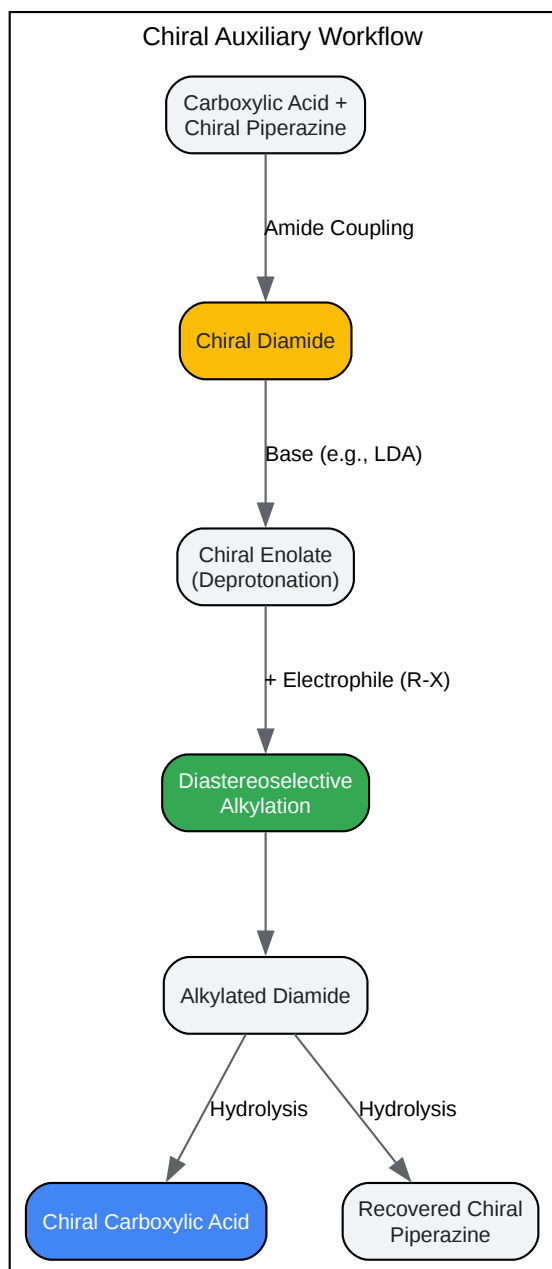 Chiral Auxiliary Workflow
Carboxylic Acid +
Chiral Piperazine
Amide Coupling
Chiral Diamide
Base (e.g., LDA)
Chiral Enolate
(Deprotonation)
+ Electrophile (R-X)
Diastereoselective
Alkylation
Alkylated Diamide
Hydrolysis
Hydrolysis
Chiral Carboxylic Acid
Recovered Chiral
Piperazine